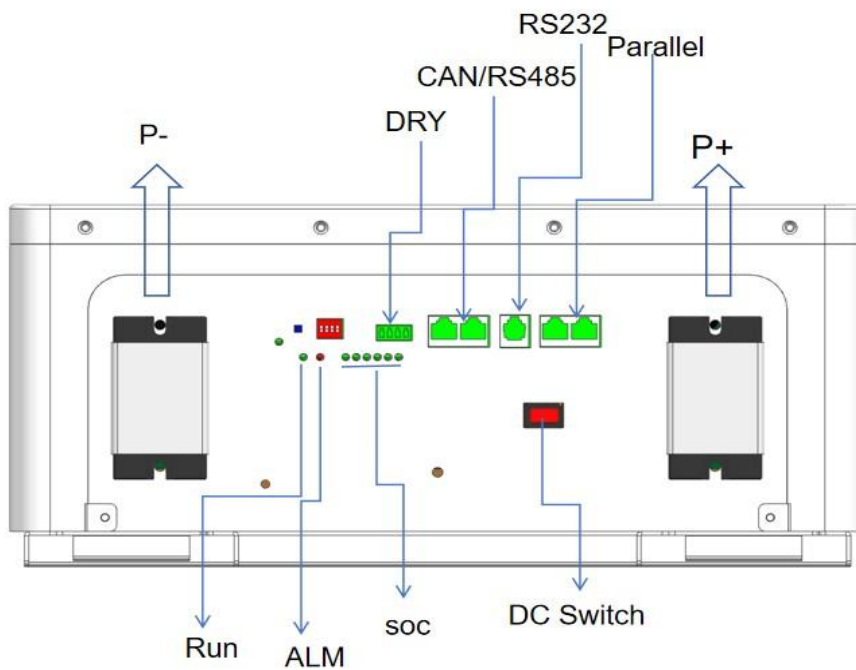 RS232
Parallel
CAN/RS485
DRY
P-
P+
Run
ALM
soc
DC Switch